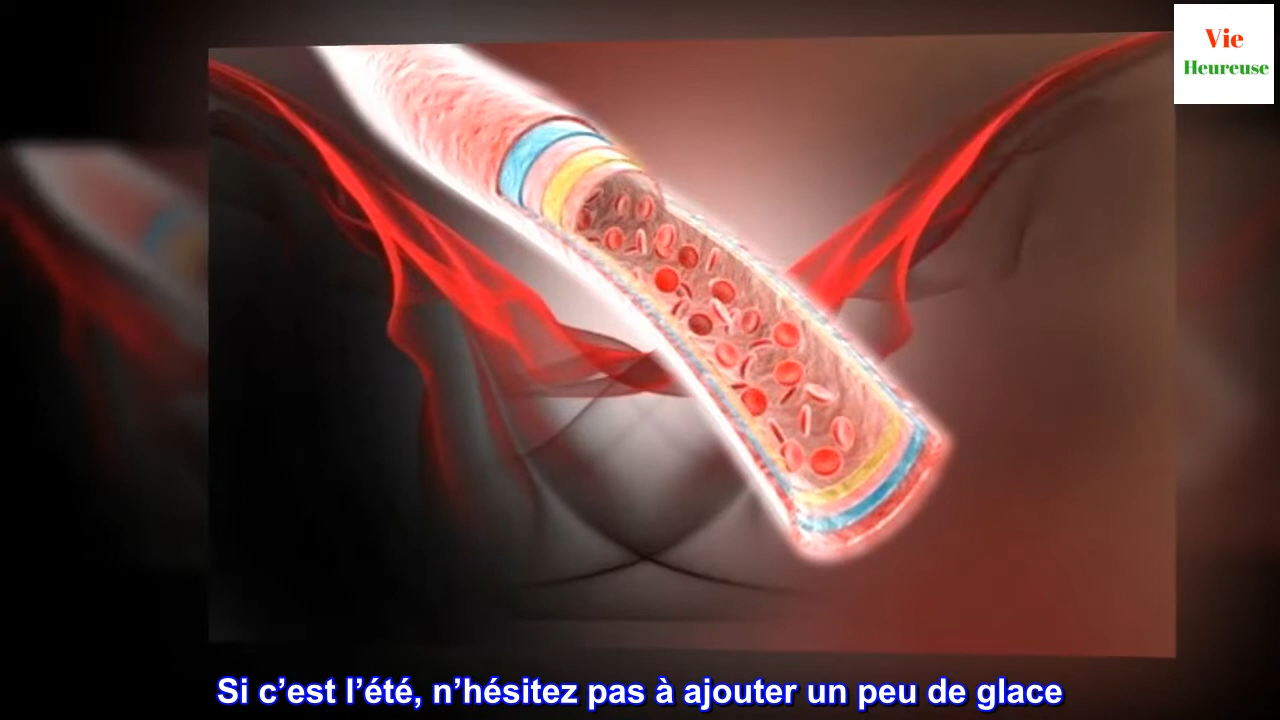 Vie
Heureuse
Si c’est l’été, n’hésitez pas à ajouter un peu de glace